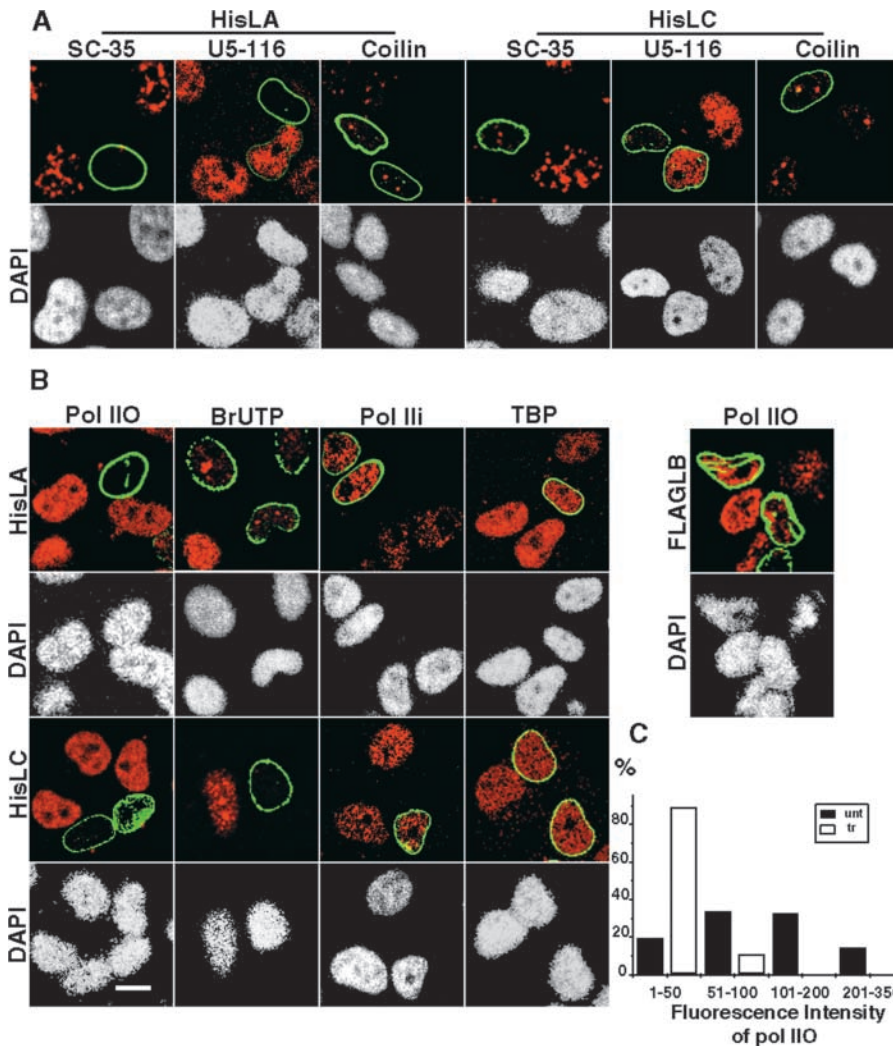 A
HisLA
HisLC
SC-35 U5-116 Coilin SC-35 U5-116 Coilin
DAPI
B
Pol IIO BrUTP Pol IIi TBP Pol IIO
HisLA
FLAGLB
DAPI
DAPI
HisLC
DAPI
C
%
unt
tr
80
60
40
20
0
1-50 51-100 101-200 201-350
Fluorescence Intensity
of pol IIO